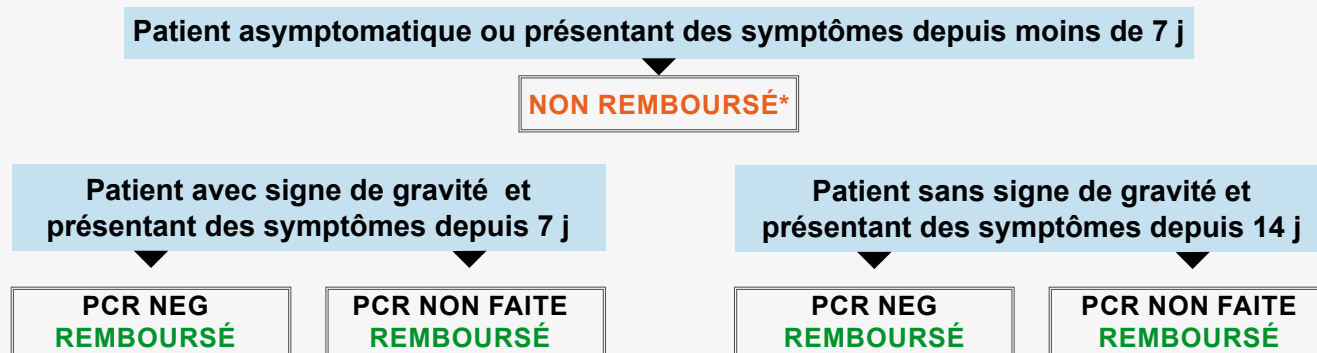 Patient asymptomatique ou présentant des symptômes depuis moins de 7 j
NON REMBOURSÉ*
Patient avec signe de gravité et
présentant des symptômes depuis 7 j
Patient sans signe de gravité et
présentant des symptômes depuis 14 j
PCR NEG
REMBOURSÉ
PCR NON FAITE
REMBOURSÉ
PCR NEG
REMBOURSÉ
PCR NON FAITE
REMBOURSÉ